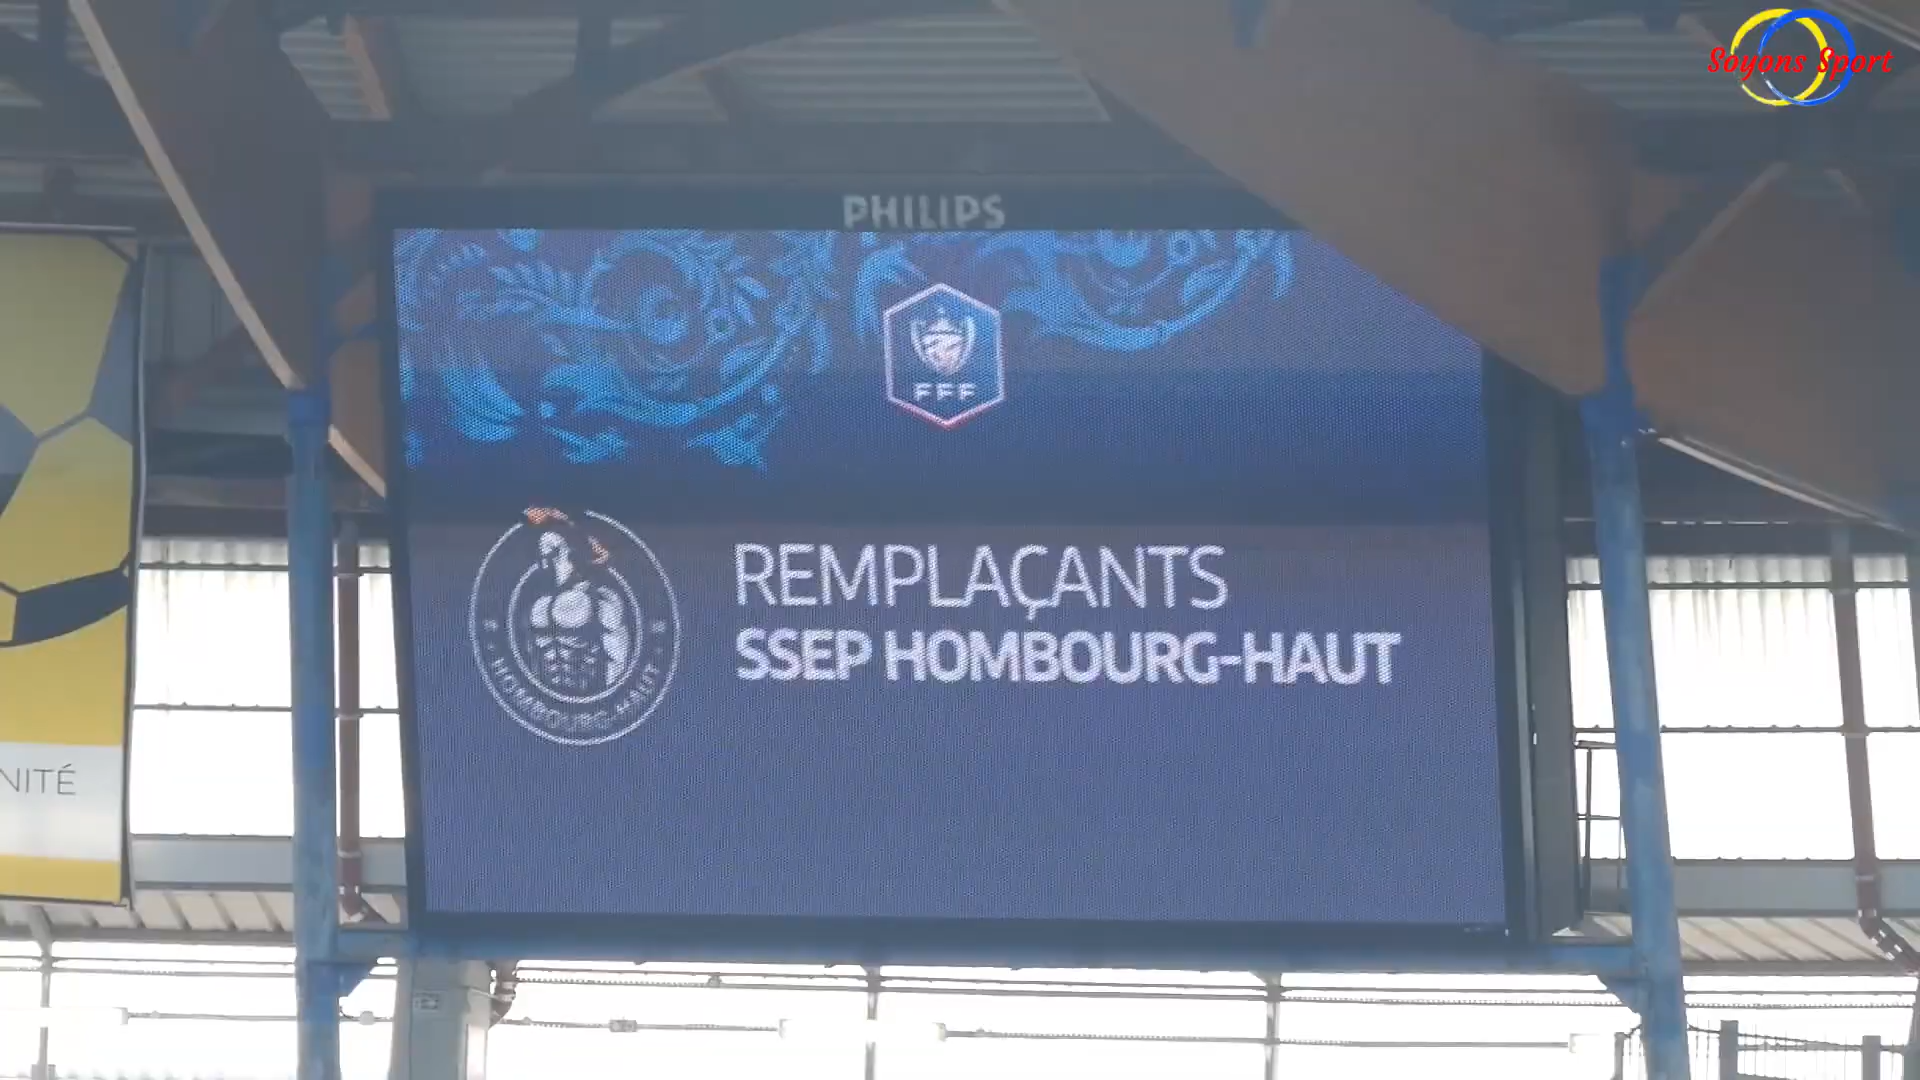 Soyons Sport
PHILIPS
FFF
REMPLAÇANTS
SSEP HOMBOURG-HAUT
HOMBOURG-HAUT
NITÉ